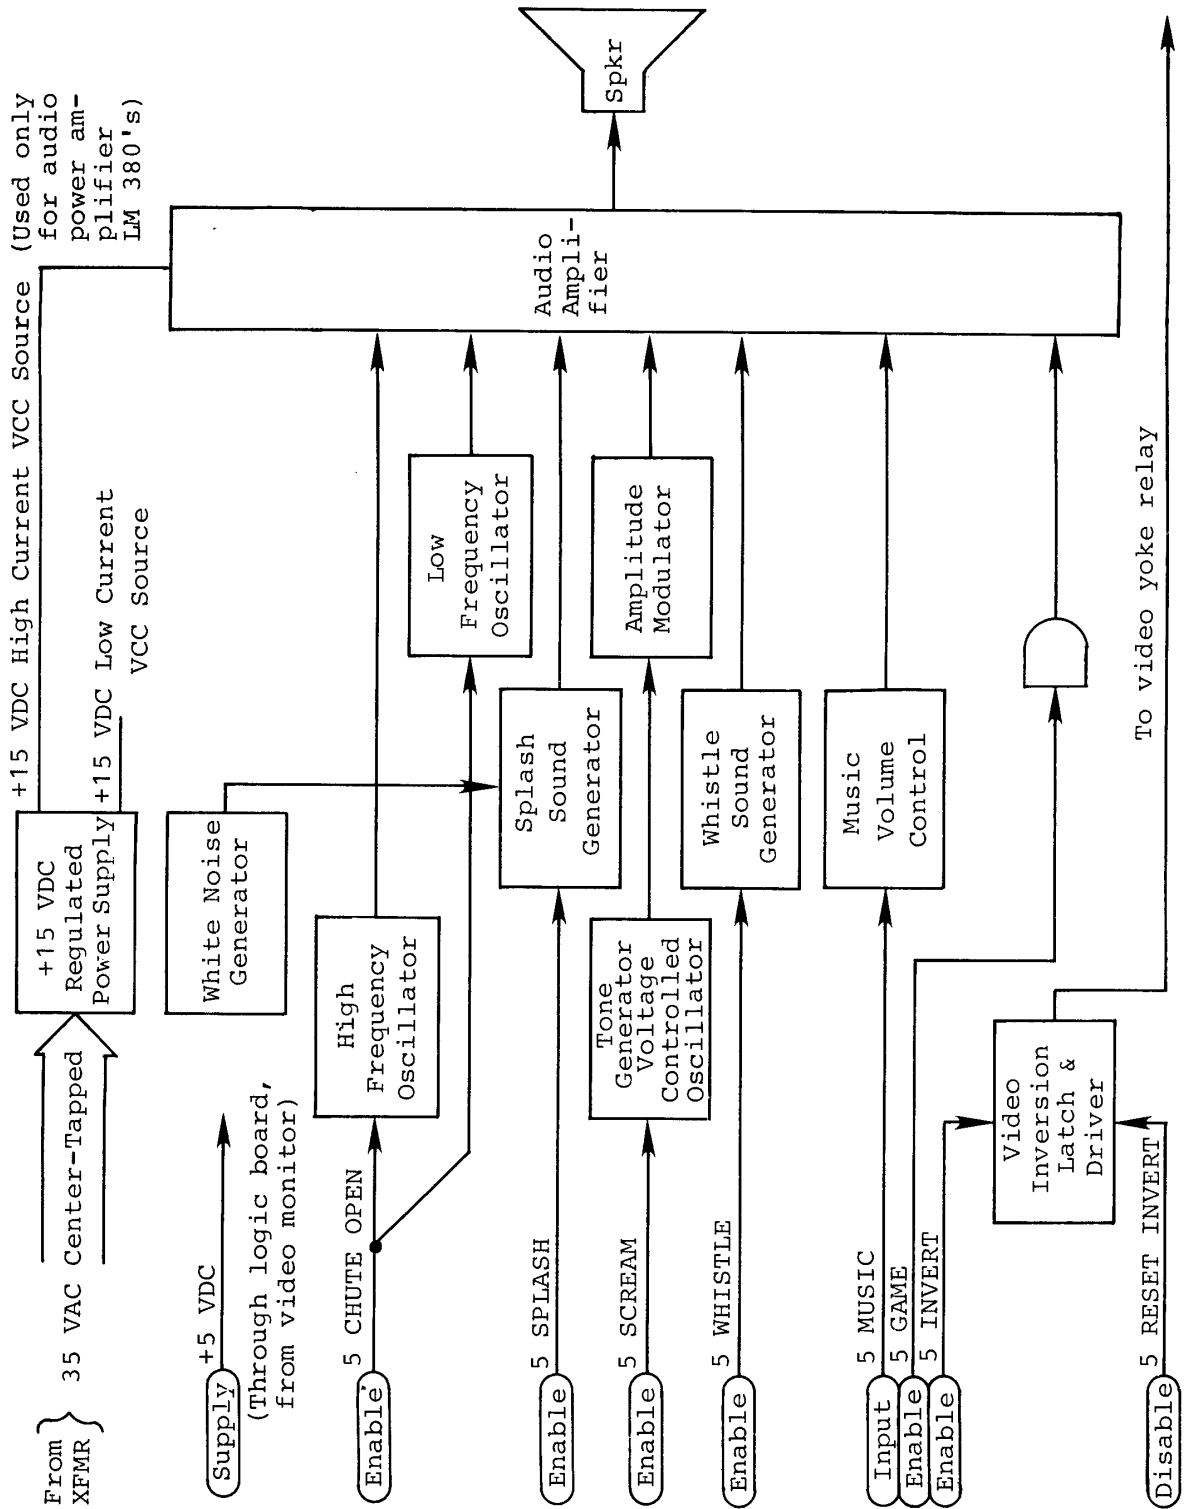 From
XFMR
35 VAC Center-Tapped
+15 VDC
Regulated
Power Supply
+15 VDC High Current VCC Source
(Used only
for audio
power am-
plifier
LM 380's)
+15 VDC Low Current
VCC Source
Supply
+5 VDC
(Through logic board,
from video monitor)
White Noise
Generator
Enable
5 CHUTE OPEN
High
Frequency
Oscillator
Low
Frequency
Oscillator
Enable
5 SPLASH
Splash
Sound
Generator
Enable
5 SCREAM
Tone
Generator
Voltage
Controlled
Oscillator
Amplitude
Modulator
Enable
5 WHISTLE
Whistle
Sound
Generator
Audio
Ampli-
fier
Spkr
Input
5 MUSIC
Music
Volume
Control
Enable
5 GAME
Enable
5 INVERT
Video
Inversion
Latch &
Driver
To video yoke relay
Disable
5 RESET INVERT